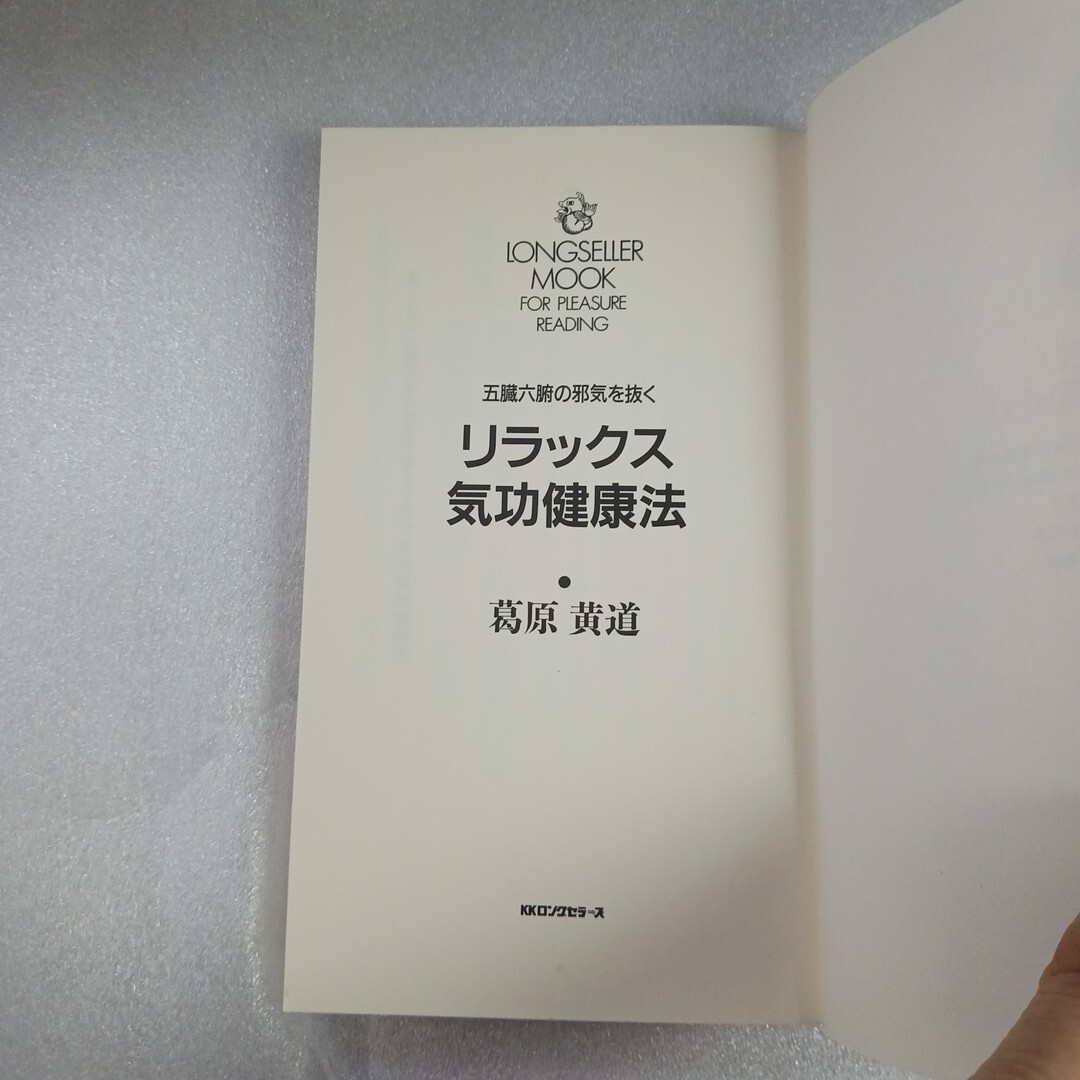 LONGSELLER
MOOK
FOR PLEASURE
READING
五臓六腑の邪気を抜く
リラックス
気功健康法
●
葛原 黄道
KKロングセラーズ